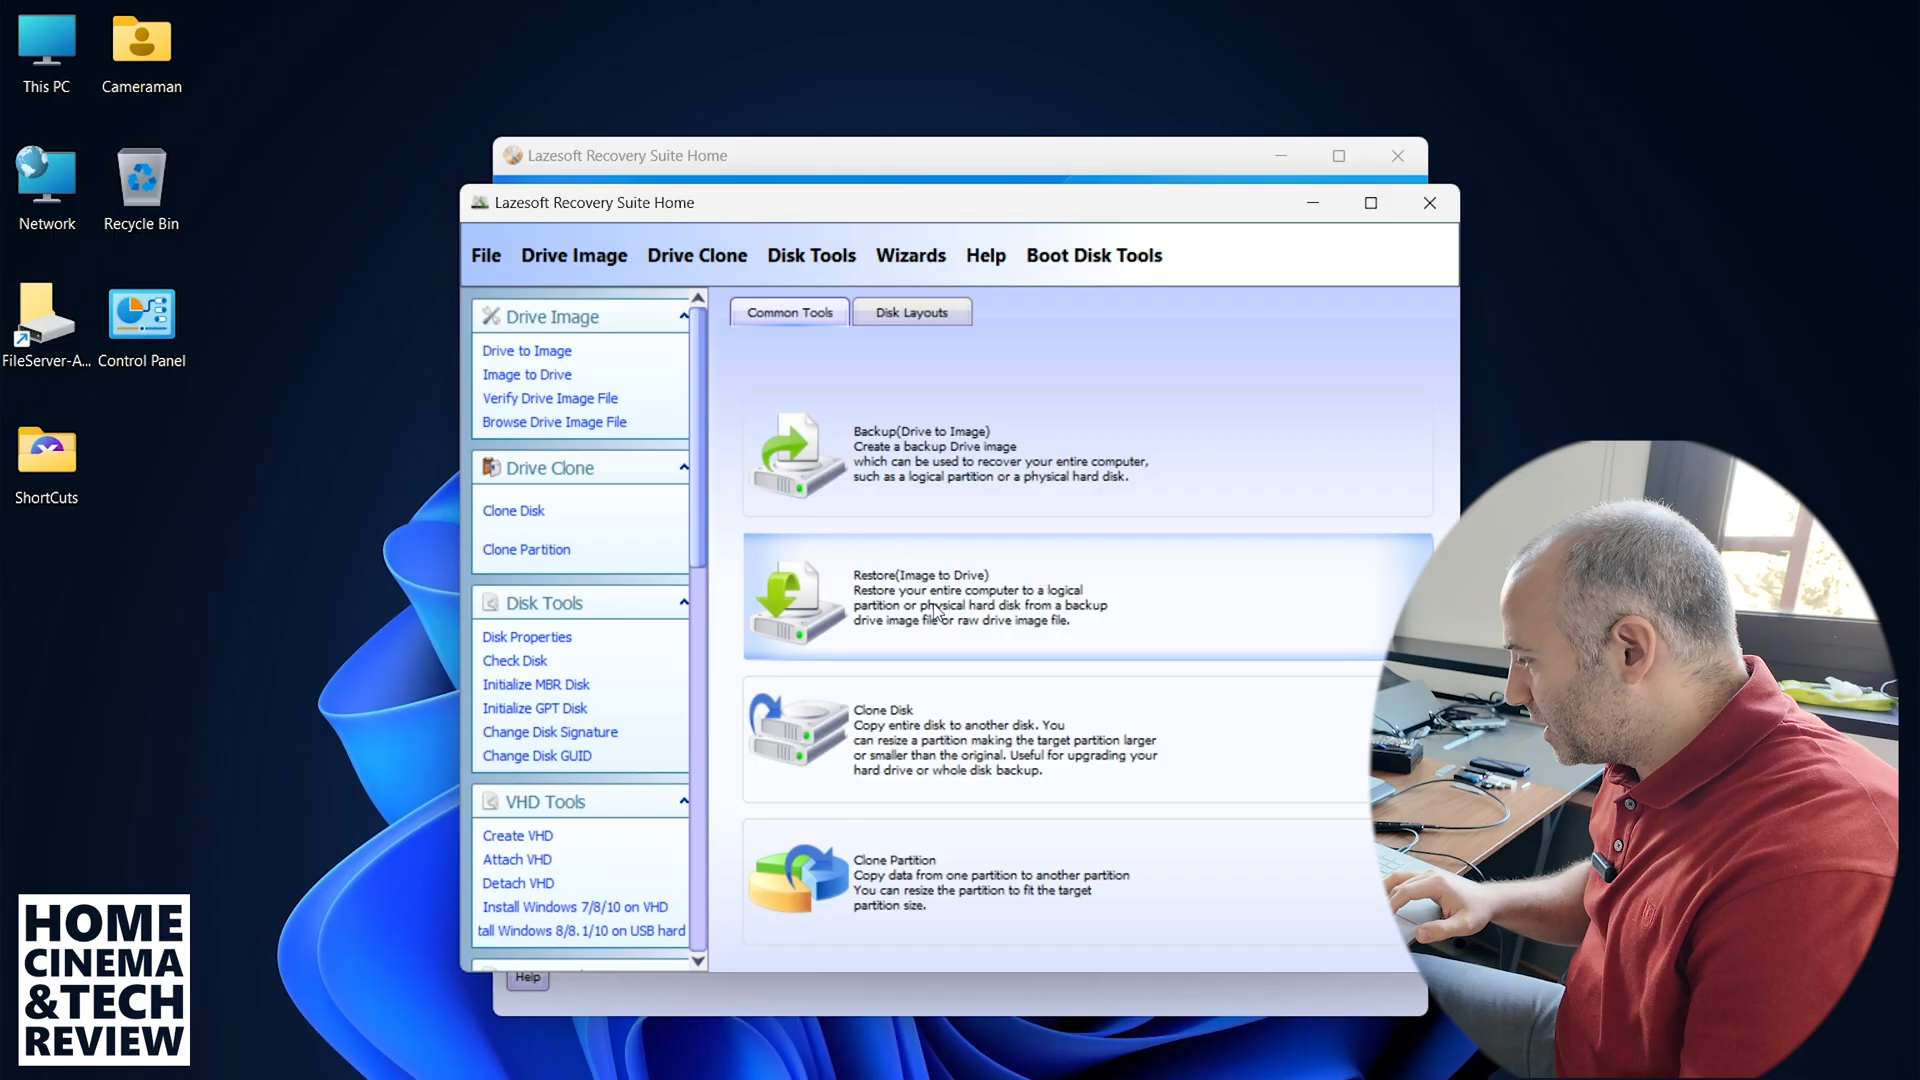 This PC
Cameraman
Network
Recycle Bin
FileServer-A...
Control Panel
ShortCuts
HOME
CINEMA
&TECH
REVIEW
Lazesoft Recovery Suite Home
Lazesoft Recovery Suite Home
File Drive Image Drive Clone Disk Tools Wizards Help Boot Disk Tools
Drive Image
Drive to Image
Image to Drive
Verify Drive Image File
Browse Drive Image File
Drive Clone
Clone Disk
Clone Partition
Disk Tools
Disk Properties
Check Disk
Initialize MBR Disk
Initialize GPT Disk
Change Disk Signature
Change Disk GUID
VHD Tools
Create VHD
Attach VHD
Detach VHD
Install Windows 7/8/10 on VHD
tall Windows 8/8.1/10 on USB hard
Common Tools
Disk Layouts
Backup(Drive to Image)
Create a backup Drive image
which can be used to recover your entire computer,
such as a logical partition or a physical hard disk.
Restore(Image to Drive)
Restore your entire computer to a logical
partition or physical hard disk from a backup
drive image file or raw drive image file.
Clone Disk
Copy entire disk to another disk. You
can resize a partition making the target partition larger
or smaller than the original. Useful for upgrading your
hard drive or whole disk backup.
Clone Partition
Copy data from one partition to another partition
You can resize the partition to fit the target
partition size.
Help